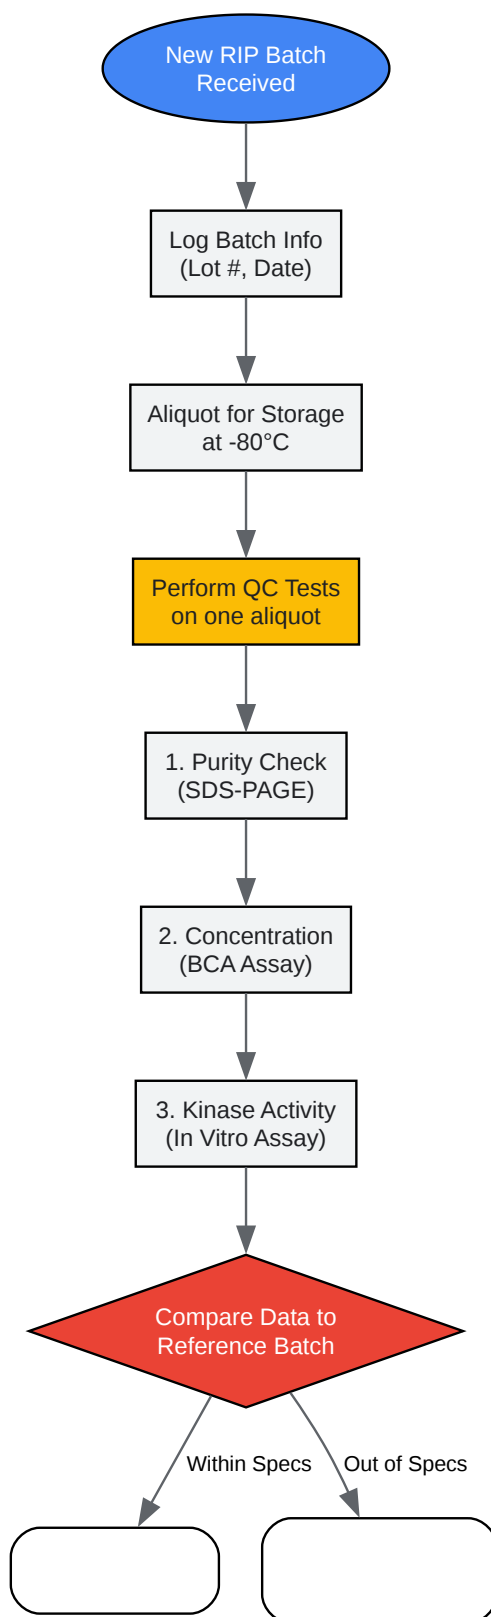 New RIP Batch
Received
Log Batch Info
(Lot #, Date)
Aliquot for Storage
at -80°C
Perform QC Tests
on one aliquot
1. Purity Check
(SDS-PAGE)
2. Concentration
(BCA Assay)
3. Kinase Activity
(In Vitro Assay)
Compare Data to
Reference Batch
Within Specs
Out of Specs